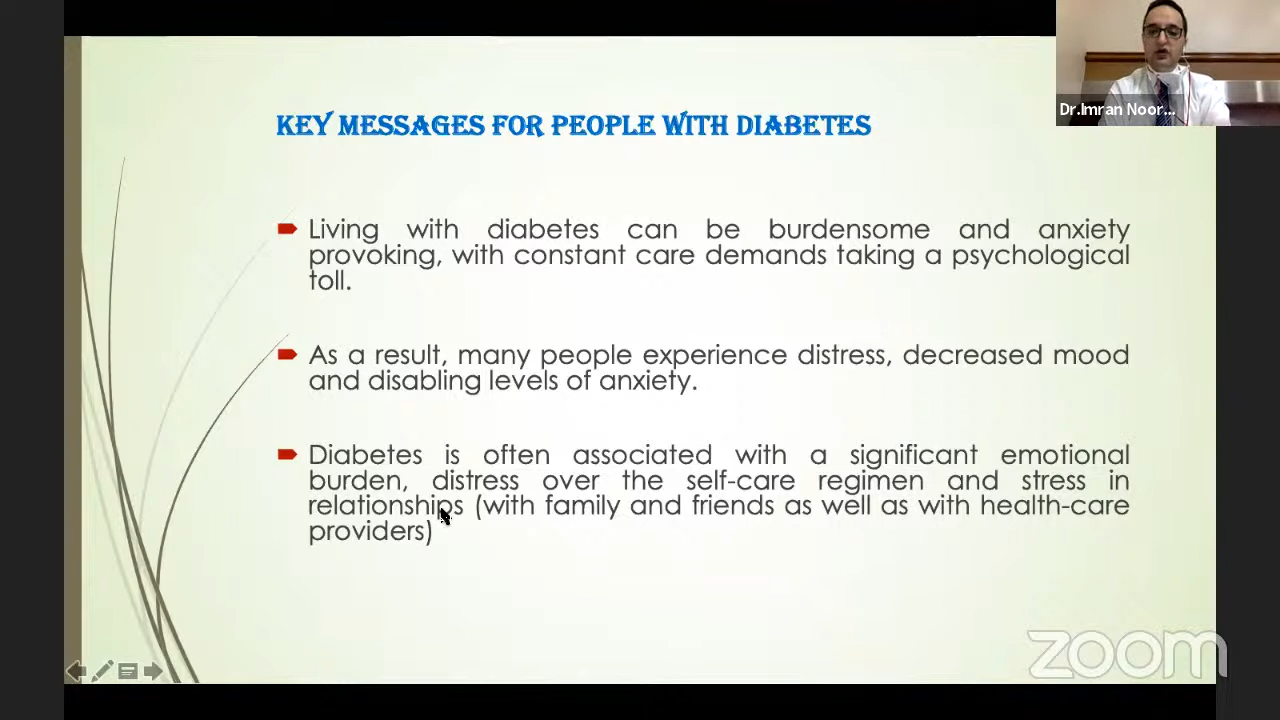 KEY MESSAGES FOR PEOPLE WITH DIABETES
Dr.Imran Noor...
Living with diabetes can be burdensome and anxiety
provoking, with constant care demands taking a psychological
toll.
As a result, many people experience distress, decreased mood
and disabling levels of anxiety.
Diabetes is often associated with a significant emotional
burden, distress over the self-care regimen and stress in
relationships (with family and friends as well as with health-care
providers)
zoom